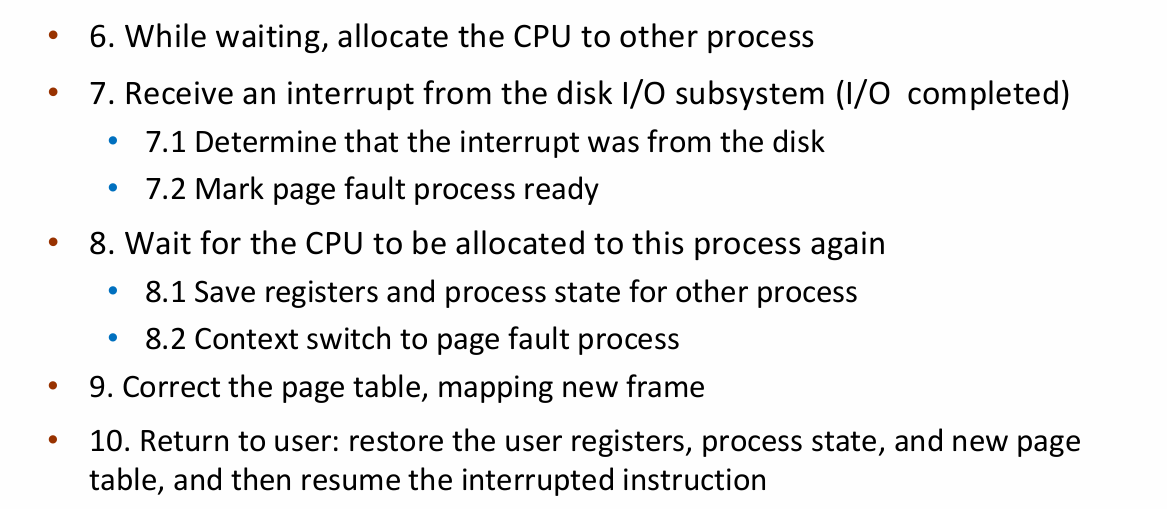 • 6. While waiting, allocate the CPU to other process
• 7. Receive an interrupt from the disk I/O subsystem (I/O  completed)
• 7.1 Determine that the interrupt was from the disk
• 7.2 Mark page fault process ready
• 8. Wait for the CPU to be allocated to this process again
• 8.1 Save registers and process state for other process
• 8.2 Context switch to page fault process
• 9. Correct the page table, mapping new frame
• 10. Return to user: restore the user registers, process state, and new page
table, and then resume the interrupted instruction